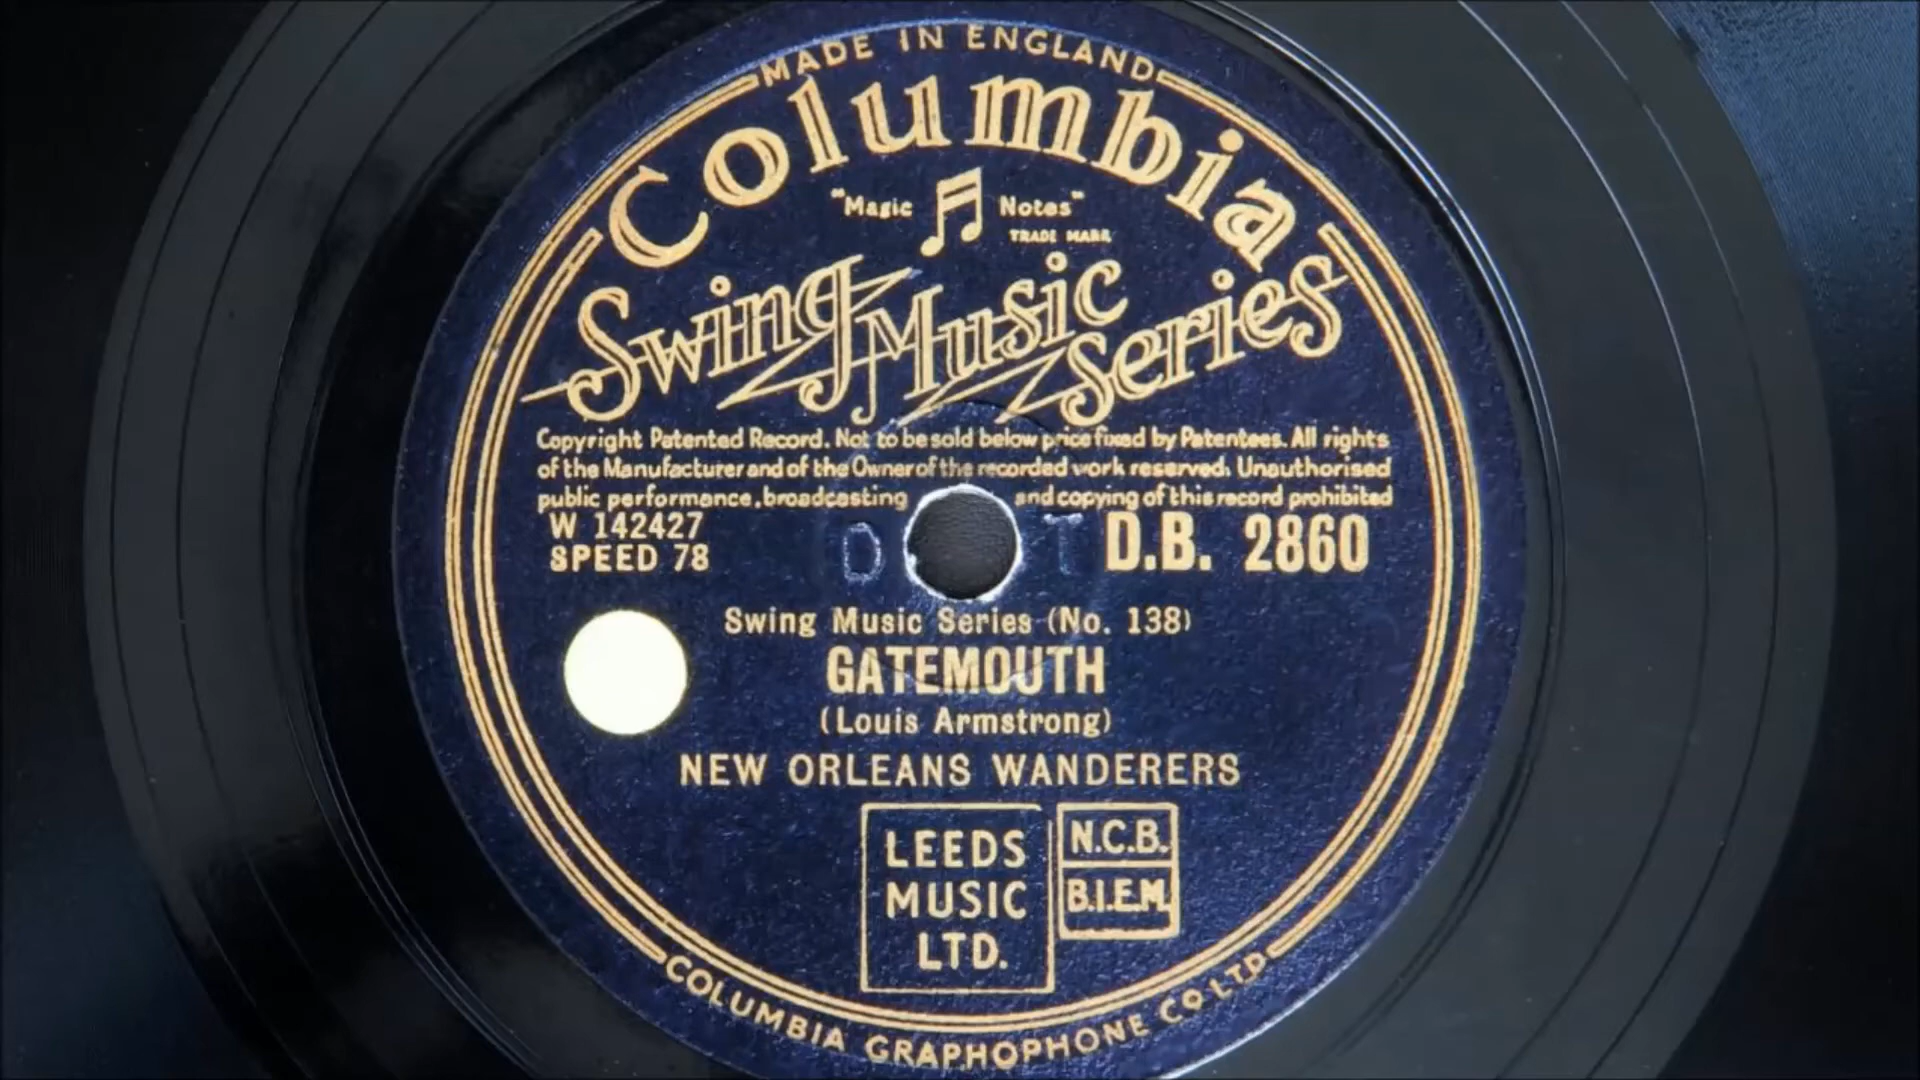 MADE IN ENGLAND
Columbia
"Magic Notes"
TRADE MARK
Swing Music Series
Copyright Patented Record. Not to be sold below price fixed by Patentees. All rights
of the Manufacturer and of the Owner of the recorded work reserved. Unauthorised
public performance, broadcasting and copying of this record prohibited
W 142427
SPEED 78
D T
D.B. 2860
Swing Music Series (No. 138)
GATEMOUTH
(Louis Armstrong)
NEW ORLEANS WANDERERS
LEEDS
MUSIC
LTD.
N.C.B.
B.I.E.M.
COLUMBIA GRAPHOPHONE CO LTD